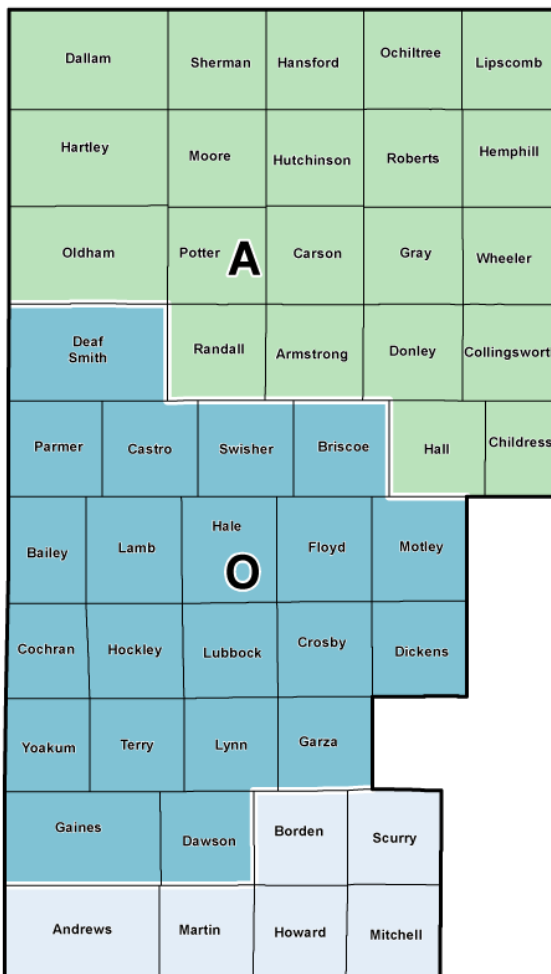 Dallam
Sherman
Hansford
Ochiltree
Lipscomb
Hartley
Moore
Hutchinson
Roberts
Hemphill
Oldham
Potter
A
Carson
Gray
Wheeler
Deaf
Smith
Randall
Armstrong
Donley
Collingswort
Parmer
Castro
Swisher
Briscoe
Hall
Childress
Bailey
Lamb
Hale
O
Floyd
Motley
Cochran
Hockley
Lubbock
Crosby
Dickens
Yoakum
Terry
Lynn
Garza
Gaines
Dawson
Borden
Scurry
Andrews
Martin
Howard
Mitchell